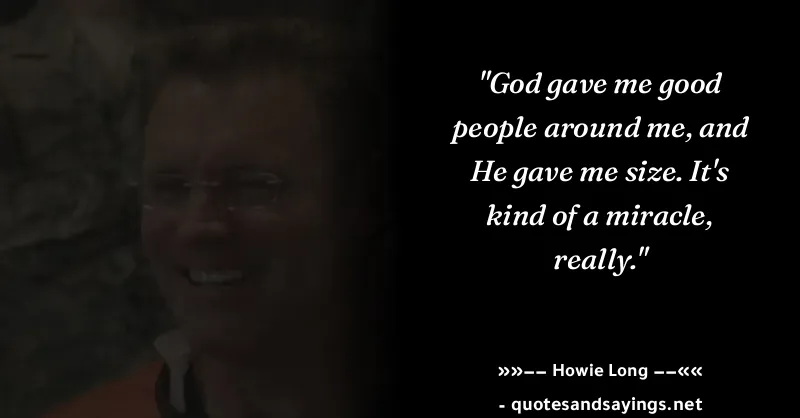 "God gave me good
people around me, and
He gave me size. It's
kind of a miracle,
really."
»»–– Howie Long ––««
- quotesandsayings.net